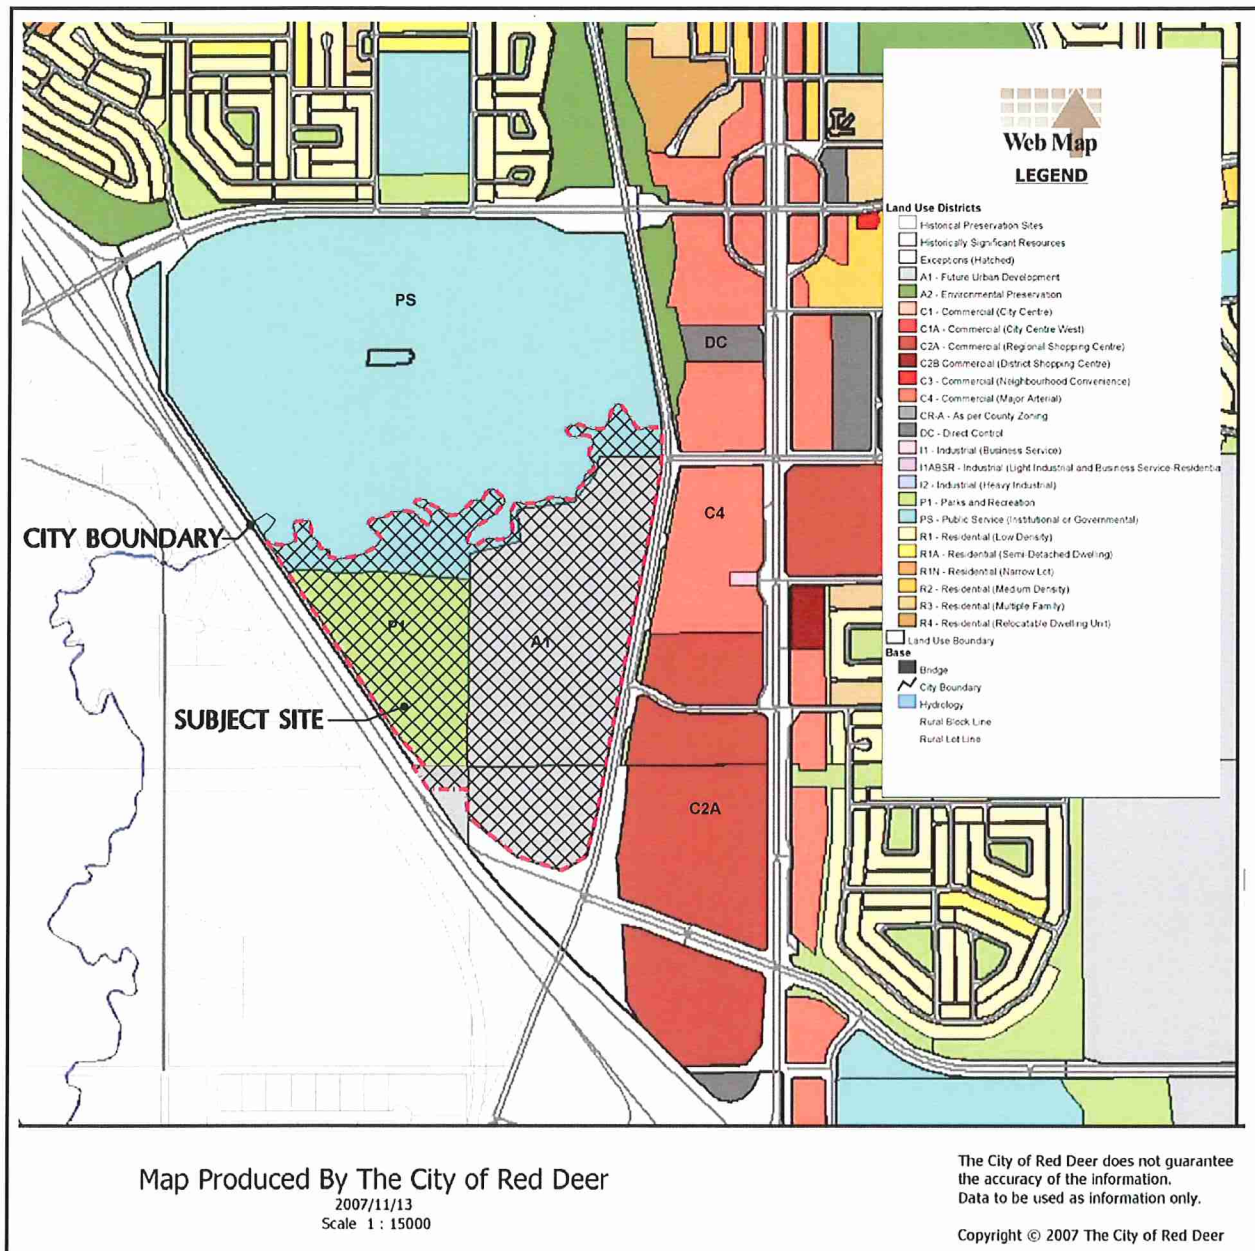 PS
DC
C4
CITY BOUNDARY
P1
A1
SUBJECT SITE
C2A
Web Map
LEGEND
Land Use Districts
Historical Preservation Sites
Historically Significant Resources
Exceptions (Hatched)
A1 - Future Urban Development
A2 - Environmental Preservation
C1 - Commercial (City Centre)
C1A - Commercial (City Centre West)
C2A - Commercial (Regional Shopping Centre)
C2B Commercial (District Shopping Centre)
C3 - Commercial (Neighbourhood Convenience)
C4 - Commercial (Major Arterial)
CR-A - As per County Zoning
DC - Direct Control
I1 - Industrial (Business Service)
I1ABSR - Industrial (Light Industrial and Business Service-Residentia
I2 - Industrial (Heavy Industrial)
P1 - Parks and Recreation
PS - Public Service (Institutional or Governmental)
R1 - Residential (Low Density)
R1A - Residential (Semi-Detached Dwelling)
R1N - Residential (Narrow Lot)
R2 - Residential (Medium Density)
R3 - Residential (Multiple Family)
R4 - Residential (Relocatable Dwelling Unit)
Land Use Boundary
Base
Bridge
City Boundary
Hydrology
Rural Block Line
Rural Lot Line
Map Produced By The City of Red Deer
2007/11/13
Scale 1 : 15000
The City of Red Deer does not guarantee
the accuracy of the information.
Data to be used as information only.
Copyright © 2007 The City of Red Deer